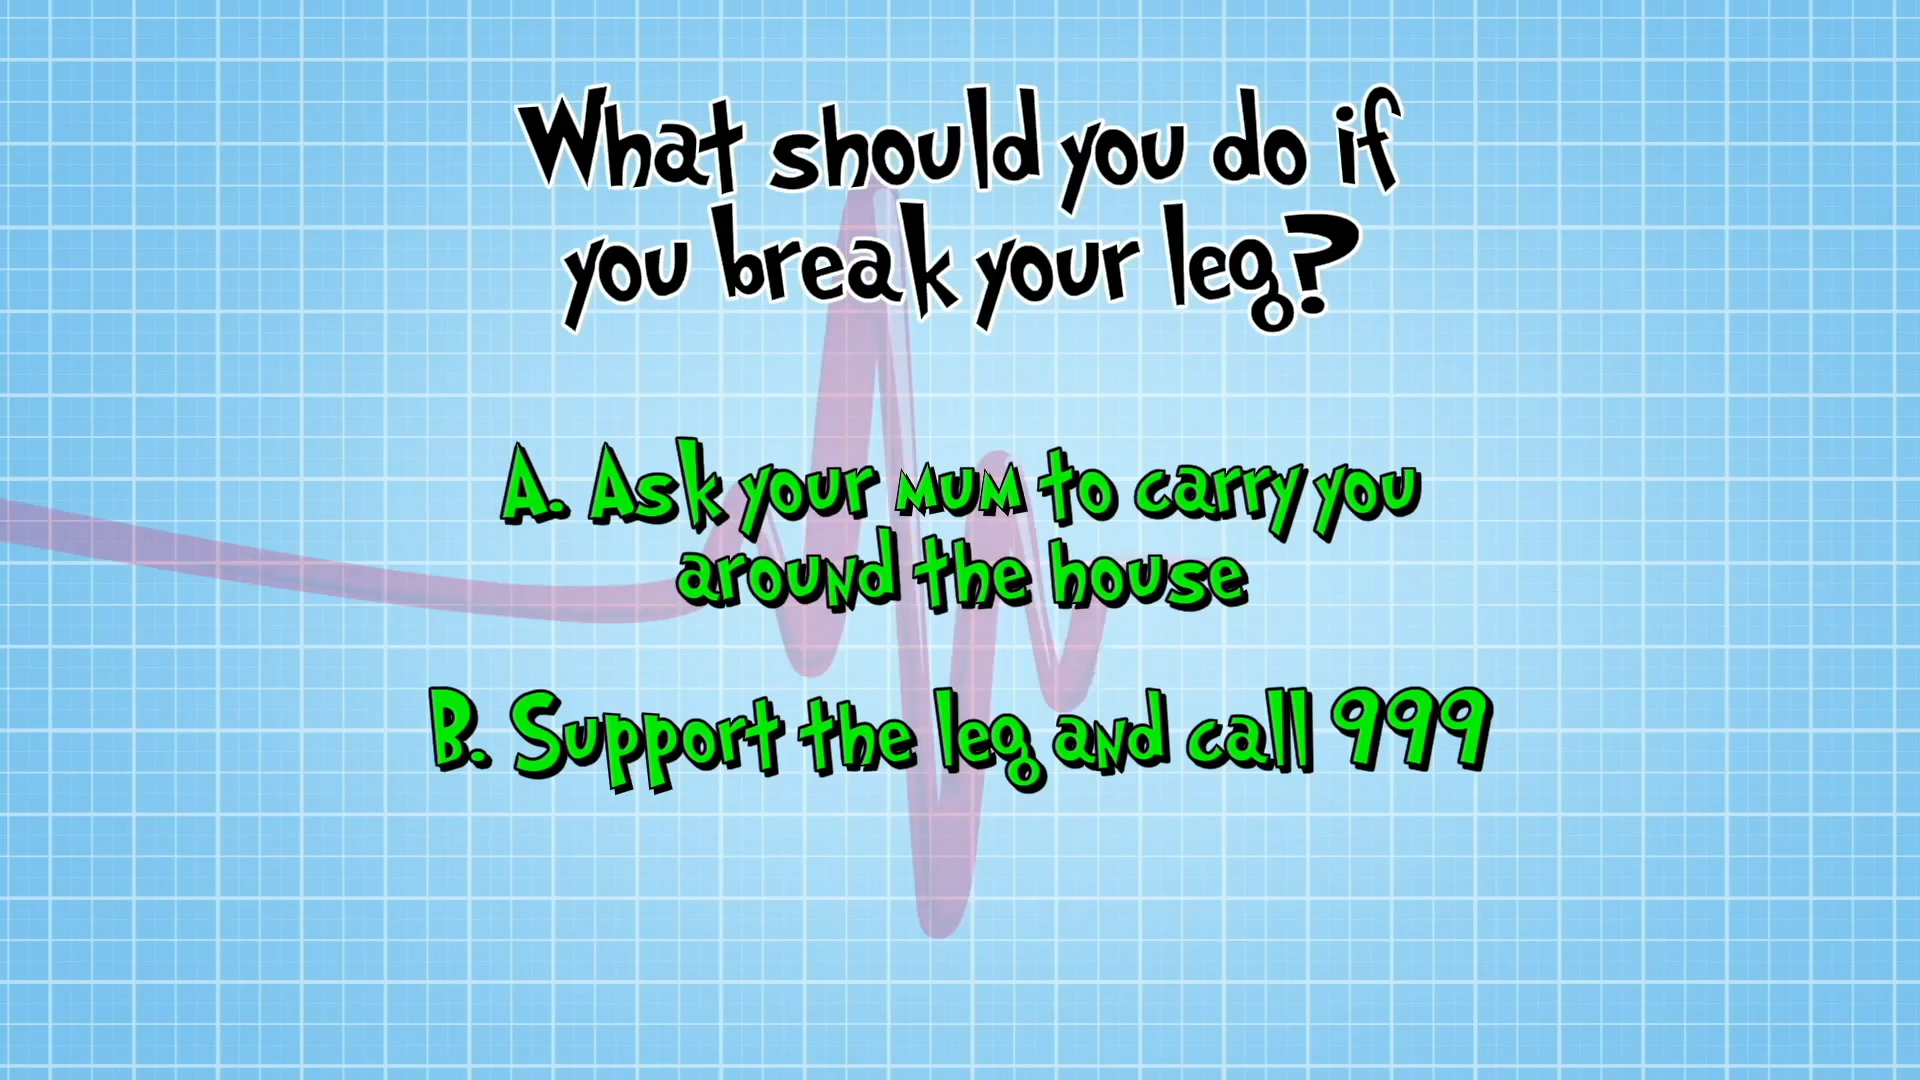 What should you do if
you break your leg?
A. Ask your mum to carry you
around the house
B. Support the leg and call 999